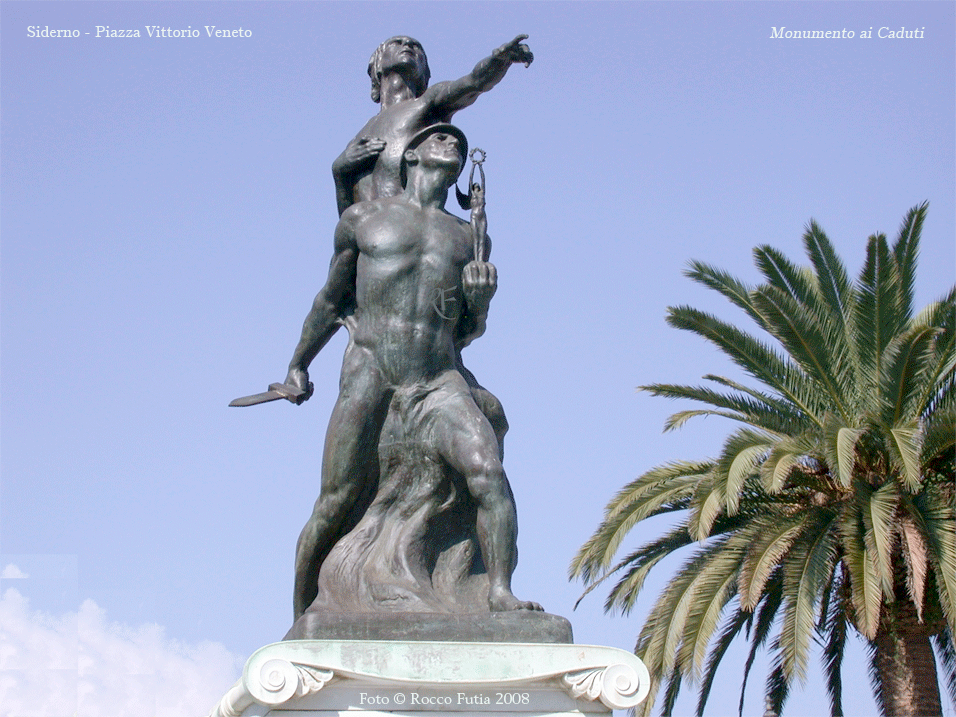 Siderno - Piazza Vittorio Veneto
Monumento ai Caduti
Foto © Rocco Futia 2008